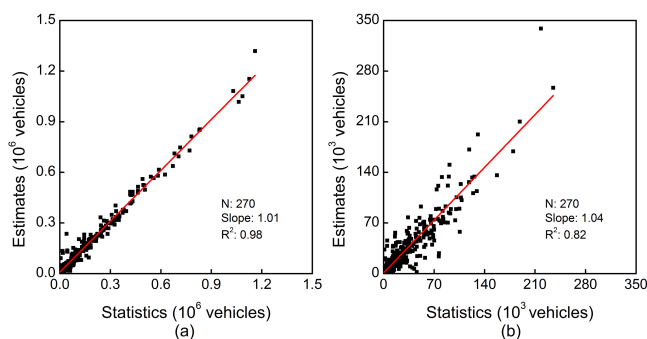 1.5
1.2
0.9
0.6
0.3
0.0
Estimates (10⁶ vehicles)
0.0 0.3 0.6 0.9 1.2 1.5
Statistics (10⁶ vehicles)
(a)
N: 270
Slope: 1.01
R²: 0.98
350
280
210
140
70
0
Estimates (10³ vehicles)
0 70 140 210 280 350
Statistics (10³ vehicles)
(b)
N: 270
Slope: 1.04
R²: 0.82